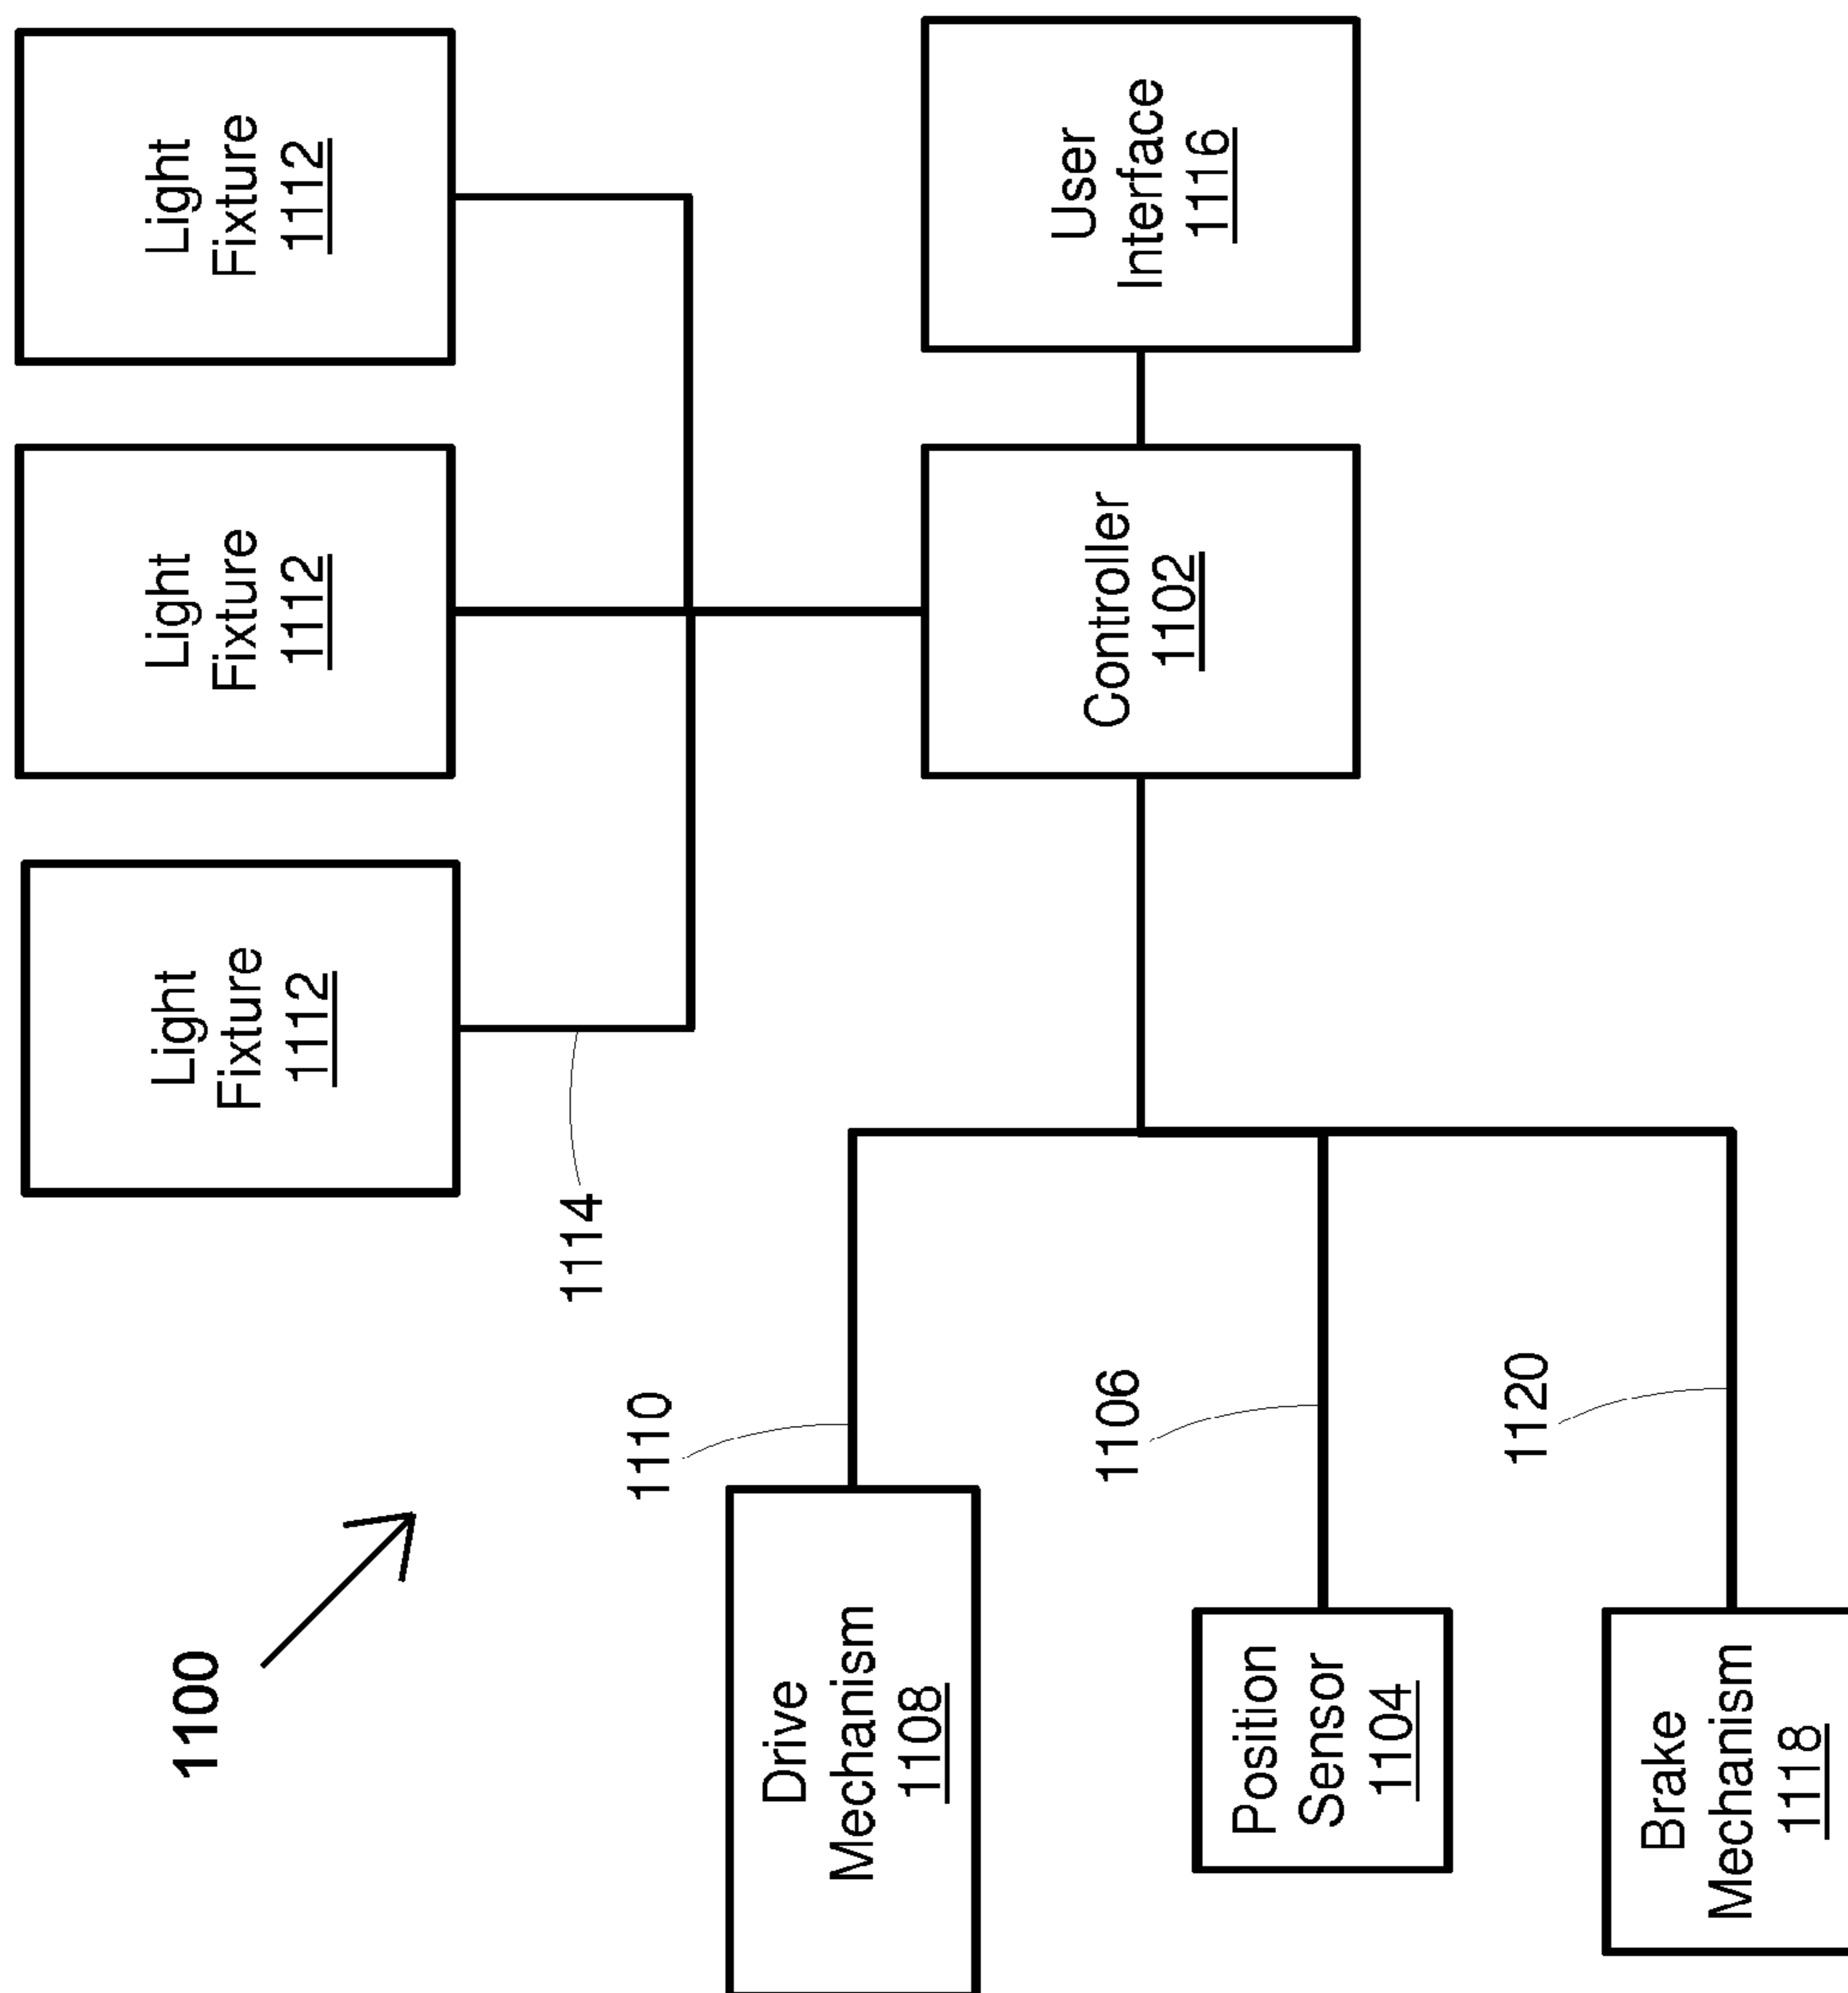 1100
Light
Fixture
1112
Light
Fixture
1112
Light
Fixture
1112
1114
Drive
Mechanism
1108
1110
Controller
1102
User
Interface
1116
Position
Sensor
1104
1106
Brake
Mechanism
1118
1120